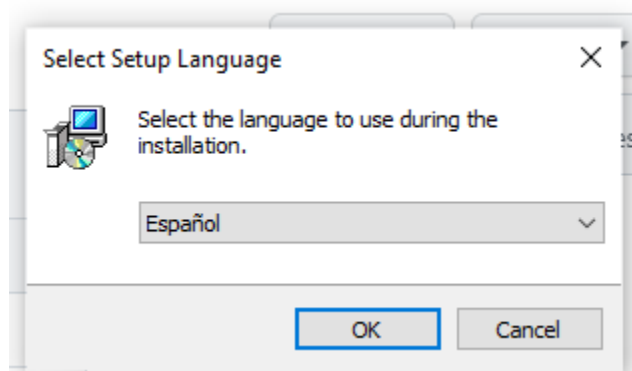 Select Setup Language
Select the language to use during the
installation.
Español
OK
Cancel